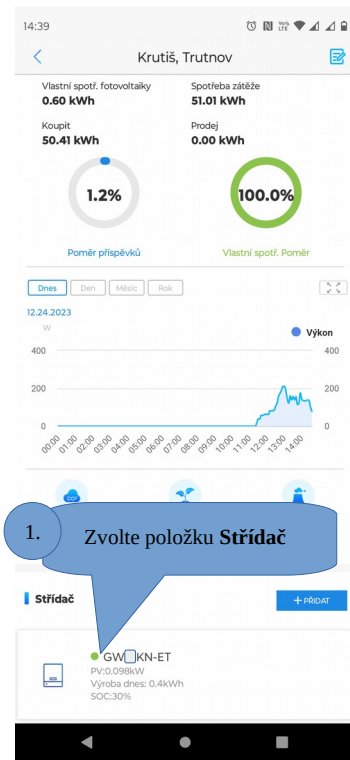 14:39
VoLTE
Krutiš, Trutnov
Vlastní spotř. fotovoltaiky
0.60 kWh
Spotřeba zátěže
51.01 kWh
Koupit
50.41 kWh
Prodej
0.00 kWh
1.2%
100.0%
Poměr příspěvků
Vlastní spotř. Poměr
Dnes Den Měsíc Rok
12.24.2023
W
Výkon
400 400
200 200
0 0
00:00 01:00 02:00 03:00 04:00 05:00 06:00 07:00 08:00 09:00 10:00 11:00 12:00 13:00 14:00
CO²
1. Zvolte položku Střídač
Střídač
+ PŘIDAT
GW KN-ET
PV:0.098kW
Výroba dnes: 0.4kWh
SOC:30%